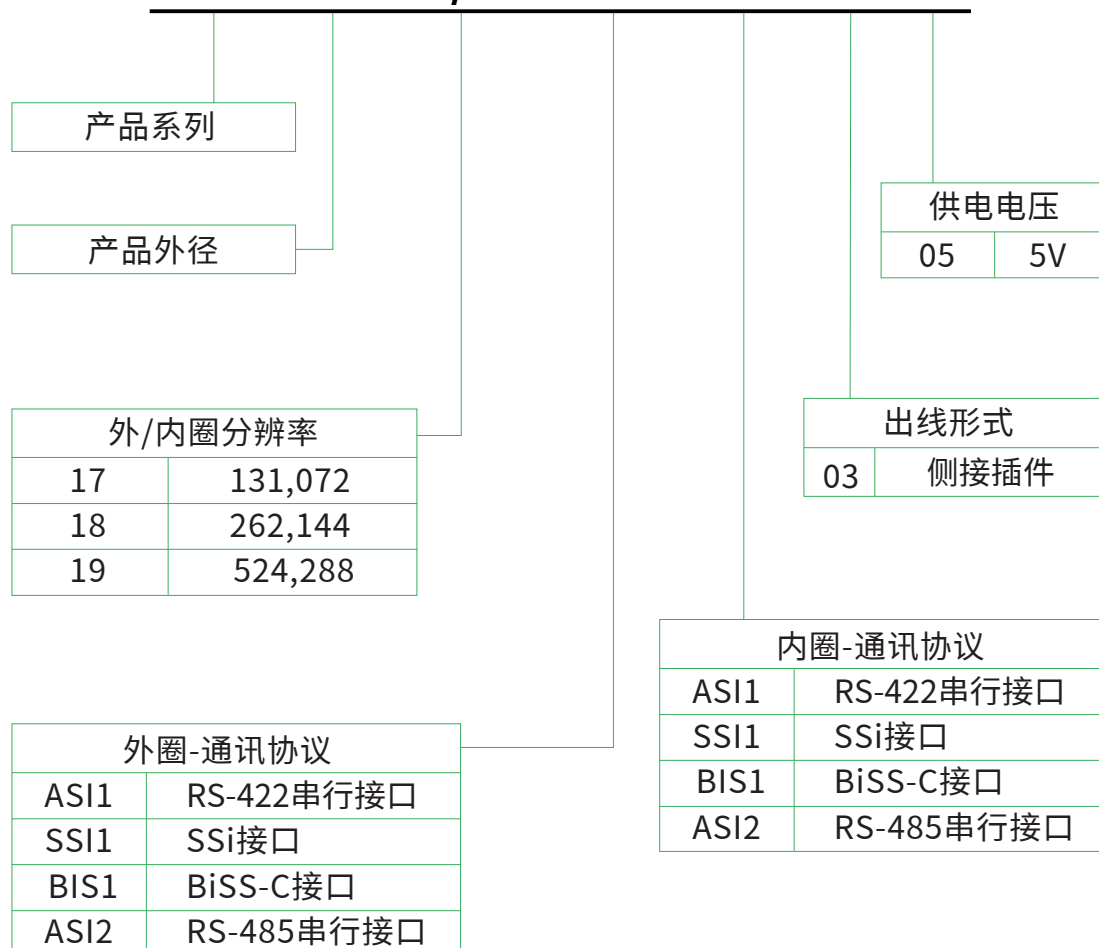 产品系列
产品外径
供电电压
05 5V
外/内圈分辨率
17 131,072
18 262,144
19 524,288
出线形式
03 侧接插件
内圈-通讯协议
ASI1 RS-422串行接口
SSI1 SSi接口
BIS1 BiSS-C接口
ASI2 RS-485串行接口
外圈-通讯协议
ASI1 RS-422串行接口
SSI1 SSi接口
BIS1 BiSS-C接口
ASI2 RS-485串行接口